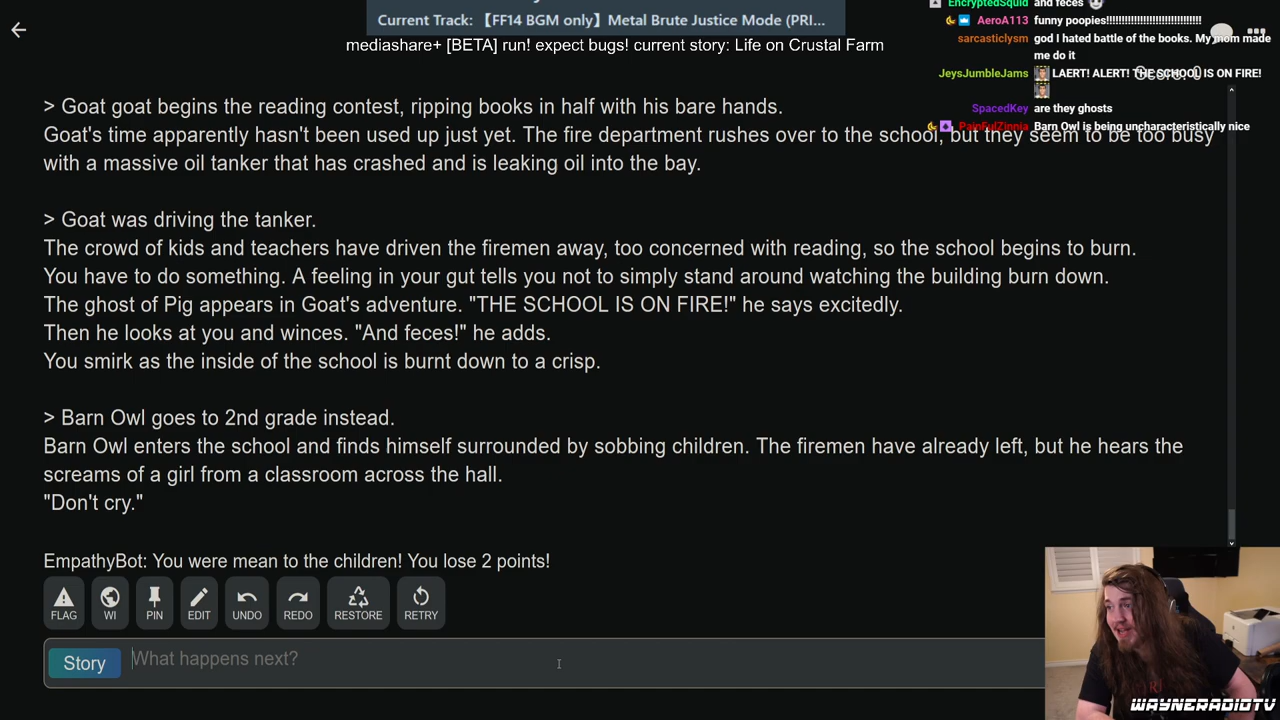 Current Track: 【FF14 BGM only】Metal Brute Justice Mode (PRI...
mediashare+ [BETA] run! expect bugs! current story: Life on Crustal Farm
EncryptedSquid and feces
AeroA113 funny poopies!!!!!!!!!!!!!!!!!!!!!!!!!!!!!
sarcasticlysm god I hated battle of the books. My mom made
me do it
JeysJumbleJams LAERT! ALERT! THE SCHOOL IS ON FIRE!
SpacedKey are they ghosts
PainfulZinnia Barn Owl is being uncharacteristically nice
Score: 0
> Goat goat begins the reading contest, ripping books in half with his bare hands.
Goat's time apparently hadn't been used up just yet. The fire department rushes over to the school, but they seem to be too busy
with a massive oil tanker that has crashed and is leaking oil into the bay.
> Goat was driving the tanker.
The crowd of kids and teachers have driven the firemen away, too concerned with reading, so the school begins to burn.
You have to do something. A feeling in your gut tells you not to simply stand around watching the building burn down.
The ghost of Pig appears in Goat's adventure. "THE SCHOOL IS ON FIRE!" he says excitedly.
Then he looks at you and winces. "And feces!" he adds.
You smirk as the inside of the school is burnt down to a crisp.
> Barn Owl goes to 2nd grade instead.
Barn Owl enters the school and finds himself surrounded by sobbing children. The firemen have already left, but he hears the
screams of a girl from a classroom across the hall.
"Don't cry."
EmpathyBot: You were mean to the children! You lose 2 points!
FLAG WI PIN EDIT UNDO REDO RESTORE RETRY
Story What happens next?
WAYNERADIOTV